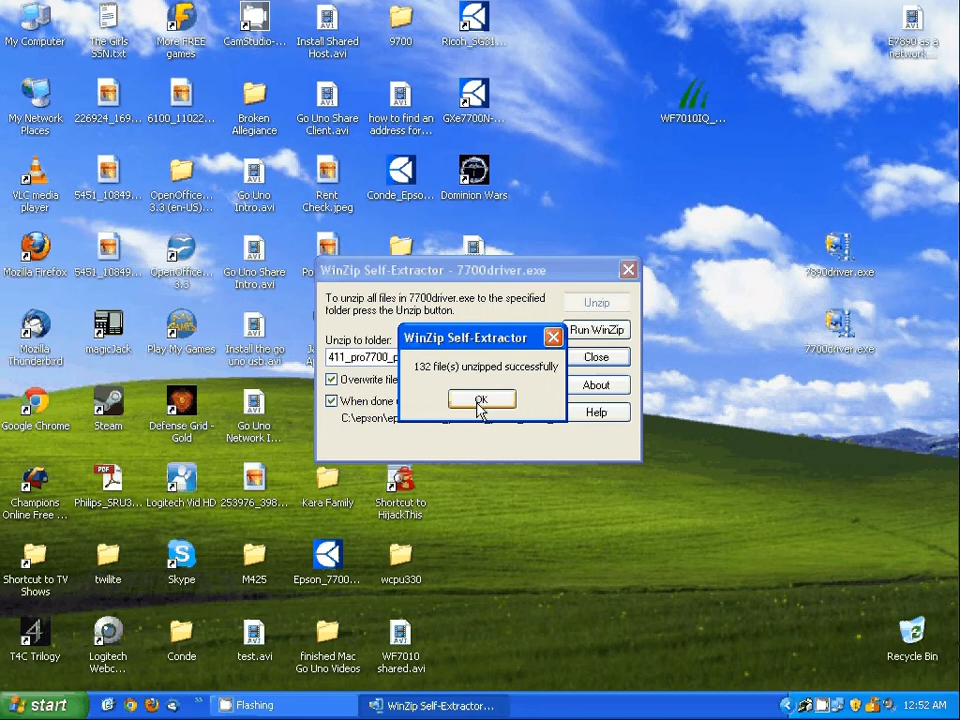 My Computer
The Girls
SSN.txt
More FREE
games
CamStudio-...
Install Shared
Host.avi
9700
Ricoh_SG31...
E7890 as a
network...
My Network
Places
226924_169...
6100_11022...
Broken
Allegiance
Go Uno Share
Client.avi
how to find an
address for...
GXe7700N-...
WF7010IQ_...
VLC media
player
5451_10849...
OpenOffice...
3.3 (en-US)...
Go Uno
Intro.avi
Rent
Check.jpeg
Conde_Epso...
Dominion Wars
Mozilla Firefox
5451_10849...
OpenOffice...
3.3
Go Uno Share
Intro.avi
7890driver.exe
Mozilla
Thunderbird
magicJack
Play My Games
Install the go
uno usb.avi
7700driver.exe
WinZip Self-Extractor - 7700driver.exe
To unzip all files in 7700driver.exe to the specified
folder press the Unzip button.
Unzip to folder:
411_pro7700_p
Overwrite file
When done
C:\epson\ep
Unzip
Run WinZip
Close
About
Help
WinZip Self-Extractor
132 file(s) unzipped successfully
OK
Google Chrome
Steam
Defense Grid -
Gold
Go Uno
Network I...
Champions
Online Free ...
Philips_SRU3...
Logitech Vid HD
253976_398...
Kara Family
Shortcut to
HijackThis
Shortcut to TV
Shows
twilite
Skype
M425
Epson_7700...
wcpu330
T4C Trilogy
Logitech
Webc...
Conde
test.avi
finished Mac
Go Uno Videos
WF7010
shared.avi
Recycle Bin
start
Flashing
WinZip Self-Extractor...
12:52 AM